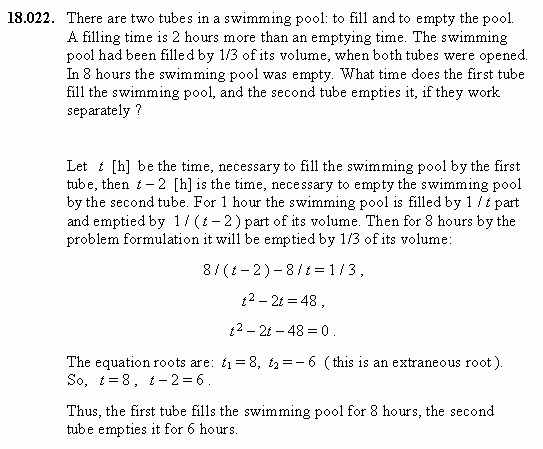 18.022. There are two tubes in a swimming pool: to fill and to empty the pool.
A filling time is 2 hours more than an emptying time. The swimming
pool had been filled by 1/3 of its volume, when both tubes were opened.
In 8 hours the swimming pool was empty. What time does the first tube
fill the swimming pool, and the second tube empties it, if they work
separately ?
Let t [h] be the time, necessary to fill the swimming pool by the first
tube, then t – 2 [h] is the time, necessary to empty the swimming pool
by the second tube. For 1 hour the swimming pool is filled by 1 / t part
and emptied by 1 / ( t – 2 ) part of its volume. Then for 8 hours by the
problem formulation it will be emptied by 1/3 of its volume:
8 / ( t – 2 ) – 8 / t = 1 / 3 ,
t² – 2t = 48 ,
t² – 2t – 48 = 0 .
The equation roots are: t₁ = 8, t₂ = – 6 ( this is an extraneous root ).
So, t = 8 , t – 2 = 6 .
Thus, the first tube fills the swimming pool for 8 hours, the second
tube empties it for 6 hours.